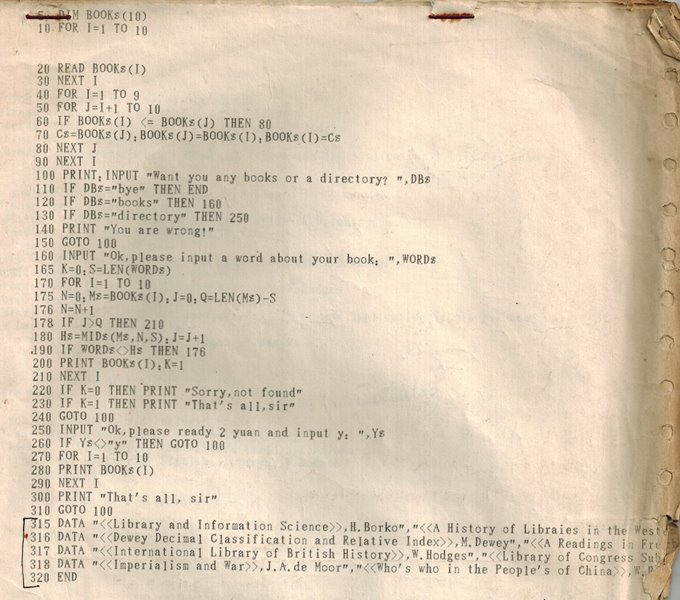 DIM BOOKs(10)
10 FOR I=1 TO 10
20 READ BOOKs(I)
30 NEXT I
40 FOR I=1 TO 9
50 FOR J=I+1 TO 10
60 IF BOOKs(I) <= BOOKs(J) THEN 80
70 Cs=BOOKs(J):BOOKs(J)=BOOKs(I):BOOKs(I)=Cs
80 NEXT J
90 NEXT I
100 PRINT:INPUT "Want you any books or a directory? ",DBs
110 IF DBs="bye" THEN END
120 IF DBs="books" THEN 160
130 IF DBs="directory" THEN 250
140 PRINT "You are wrong!"
150 GOTO 100
160 INPUT "Ok,please input a word about your book: ",WORDs
165 K=0:S=LEN(WORDs)
170 FOR I=1 TO 10
175 N=0:Ms=BOOKs(I):J=0:Q=LEN(Ms)-S
176 N=N+1
178 IF J>Q THEN 210
180 Hs=MIDs(Ms,N,S):J=J+1
190 IF WORDs<>Hs THEN 176
200 PRINT BOOKs(I):K=1
210 NEXT I
220 IF K=0 THEN PRINT "Sorry,not found"
230 IF K=1 THEN PRINT "That's all,sir"
240 GOTO 100
250 INPUT "Ok,please ready 2 yuan and input y: ",Ys
260 IF Ys<>"y" THEN GOTO 100
270 FOR I=1 TO 10
280 PRINT BOOKs(I)
290 NEXT I
300 PRINT "That's all, sir"
310 GOTO 100
315 DATA "<<Library and Information Science>>,H.Borko","<<A History of Libraies in the West
316 DATA "<<Dewey Decimal Classification and Relative Index>>,M.Dewey","<<A Readings in
317 DATA "<<International Library of British History>>,W.Hodges","<<Library of Congress
318 DATA "<<Imperialism and War>>,J.A.de Moor","<<Who's who in the People's of China>>,W.
320 END